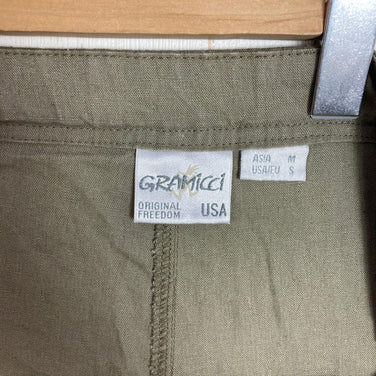 GRAMICCI
ORIGINAL
FREEDOM
USA
ASIA M
USA/EU S